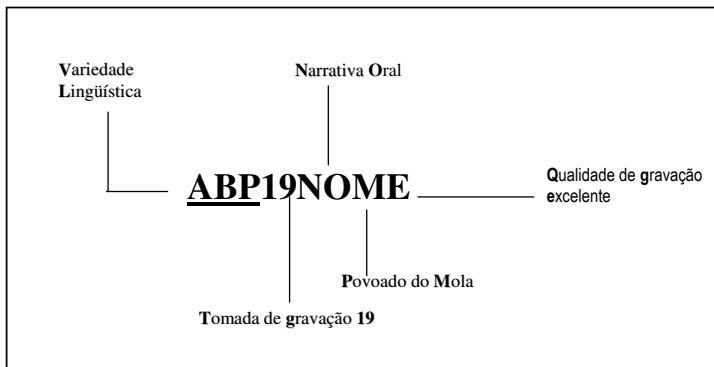 Variedade
Lingüística
Narrativa Oral
ABP19NOME
Qualidade de gravação
excelente
Povoado do Mola
Tomada de gravação 19